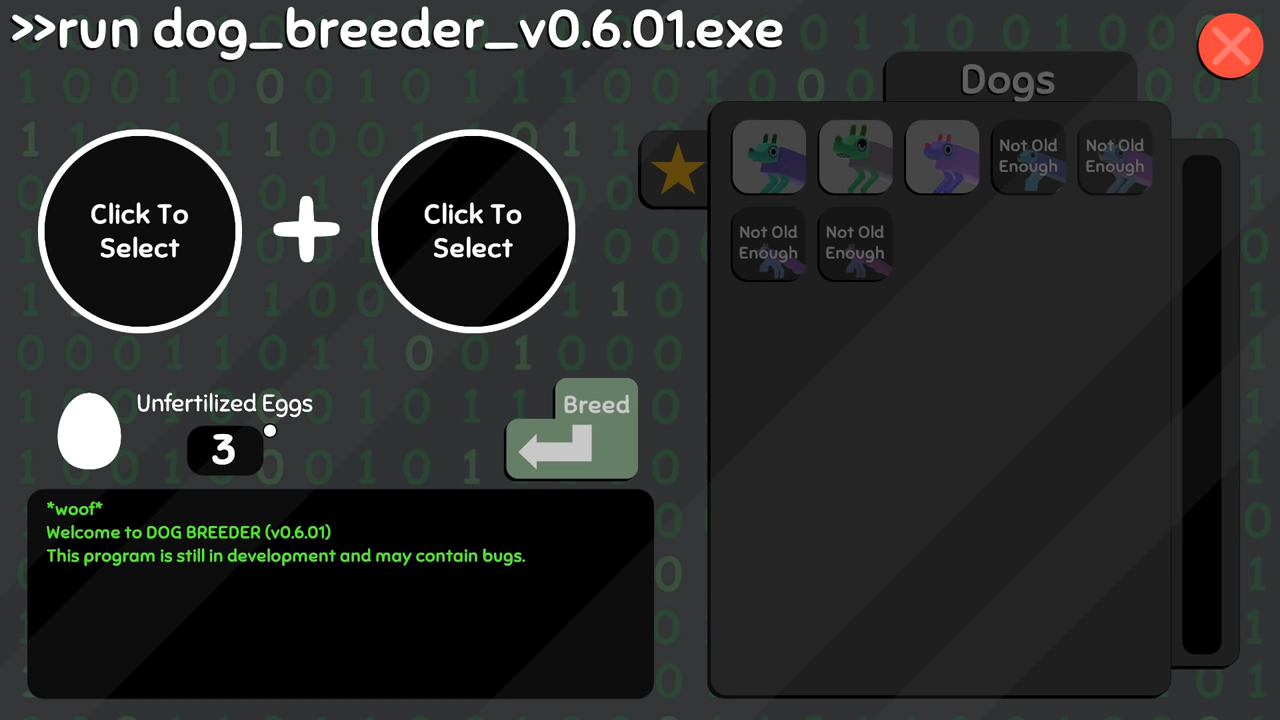 >>run dog_breeder_v0.6.01.exe
Dogs
Click To
Select
Click To
Select
Not Old
Enough
Not Old
Enough
Not Old
Enough
Not Old
Enough
Unfertilized Eggs
3
Breed
*woof*
Welcome to DOG BREEDER (v0.6.01)
This program is still in development and may contain bugs.